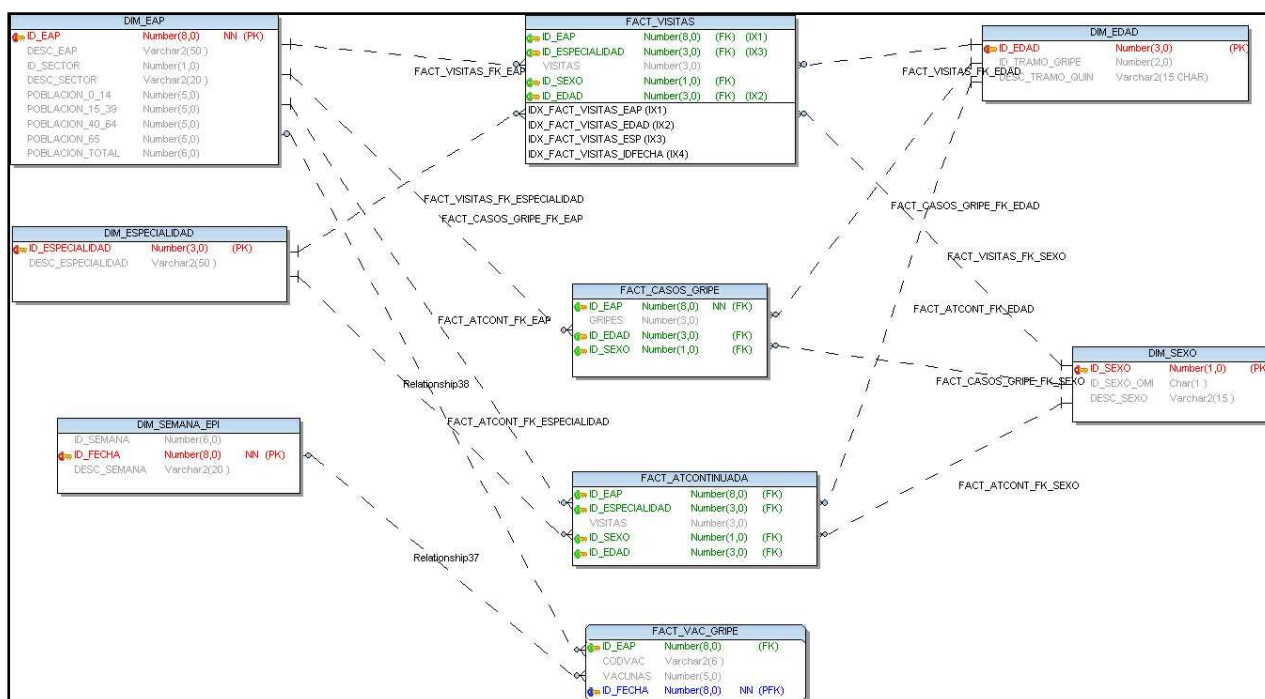 DIM_EAP
ID_EAP Number(8,0) NN (PK)
DESC_EAP Varchar2(50 )
ID_SECTOR Number(1,0)
DESC_SECTOR Varchar2(20 )
POBLACION_0_14 Number(5,0)
POBLACION_15_39 Number(5,0)
POBLACION_40_64 Number(5,0)
POBLACION_65 Number(5,0)
POBLACION_TOTAL Number(6,0)
FACT_VISITAS
ID_EAP Number(8,0) (FK) (IX1)
ID_ESPECIALIDAD Number(3,0) (FK) (IX3)
VISITAS Number(3,0)
ID_SEXO Number(1,0) (FK)
ID_EDAD Number(3,0) (FK) (IX2)
IDX_FACT_VISITAS_EAP (IX1)
IDX_FACT_VISITAS_EDAD (IX2)
IDX_FACT_VISITAS_ESP (IX3)
IDX_FACT_VISITAS_IDFECHA (IX4)
DIM_EDAD
ID_EDAD Number(3,0) (PK)
ID_TRAMO_GRIPE Number(2,0)
DESC_TRAMO_QUIN Varchar2(15 CHAR)
FACT_VISITAS_FK_EAP
FACT_VISITAS_FK_EDAD
FACT_VISITAS_FK_ESPECIALIDAD
FACT_CASOS_GRIPE_FK_EAP
FACT_CASOS_GRIPE_FK_EDAD
DIM_ESPECIALIDAD
ID_ESPECIALIDAD Number(3,0) (PK)
DESC_ESPECIALIDAD Varchar2(50 )
FACT_VISITAS_FK_SEXO
FACT_CASOS_GRIPE
ID_EAP Number(8,0) NN (FK)
GRIPES Number(3,0)
ID_EDAD Number(3,0) (FK)
ID_SEXO Number(1,0) (FK)
FACT_ATCONT_FK_EAP
FACT_ATCONT_FK_EDAD
DIM_SEXO
ID_SEXO Number(1,0) (PK
ID_SEXO_OMI Char(1 )
DESC_SEXO Varchar2(15 )
Relationship38
FACT_CASOS_GRIPE_FK_SEXO
FACT_ATCONT_FK_ESPECIALIDAD
DIM_SEMANA_EPI
ID_SEMANA Number(6,0)
ID_FECHA Number(8,0) NN (PK)
DESC_SEMANA Varchar2(20 )
FACT_ATCONTINUADA
ID_EAP Number(8,0) (FK)
ID_ESPECIALIDAD Number(3,0) (FK)
VISITAS Number(3,0)
ID_SEXO Number(1,0) (FK)
ID_EDAD Number(3,0) (FK)
FACT_ATCONT_FK_SEXO
Relationship37
FACT_VAC_GRIPE
ID_EAP Number(8,0) (FK)
CODVAC Varchar2(6 )
VACUNAS Number(5,0)
ID_FECHA Number(8,0) NN (PFK)